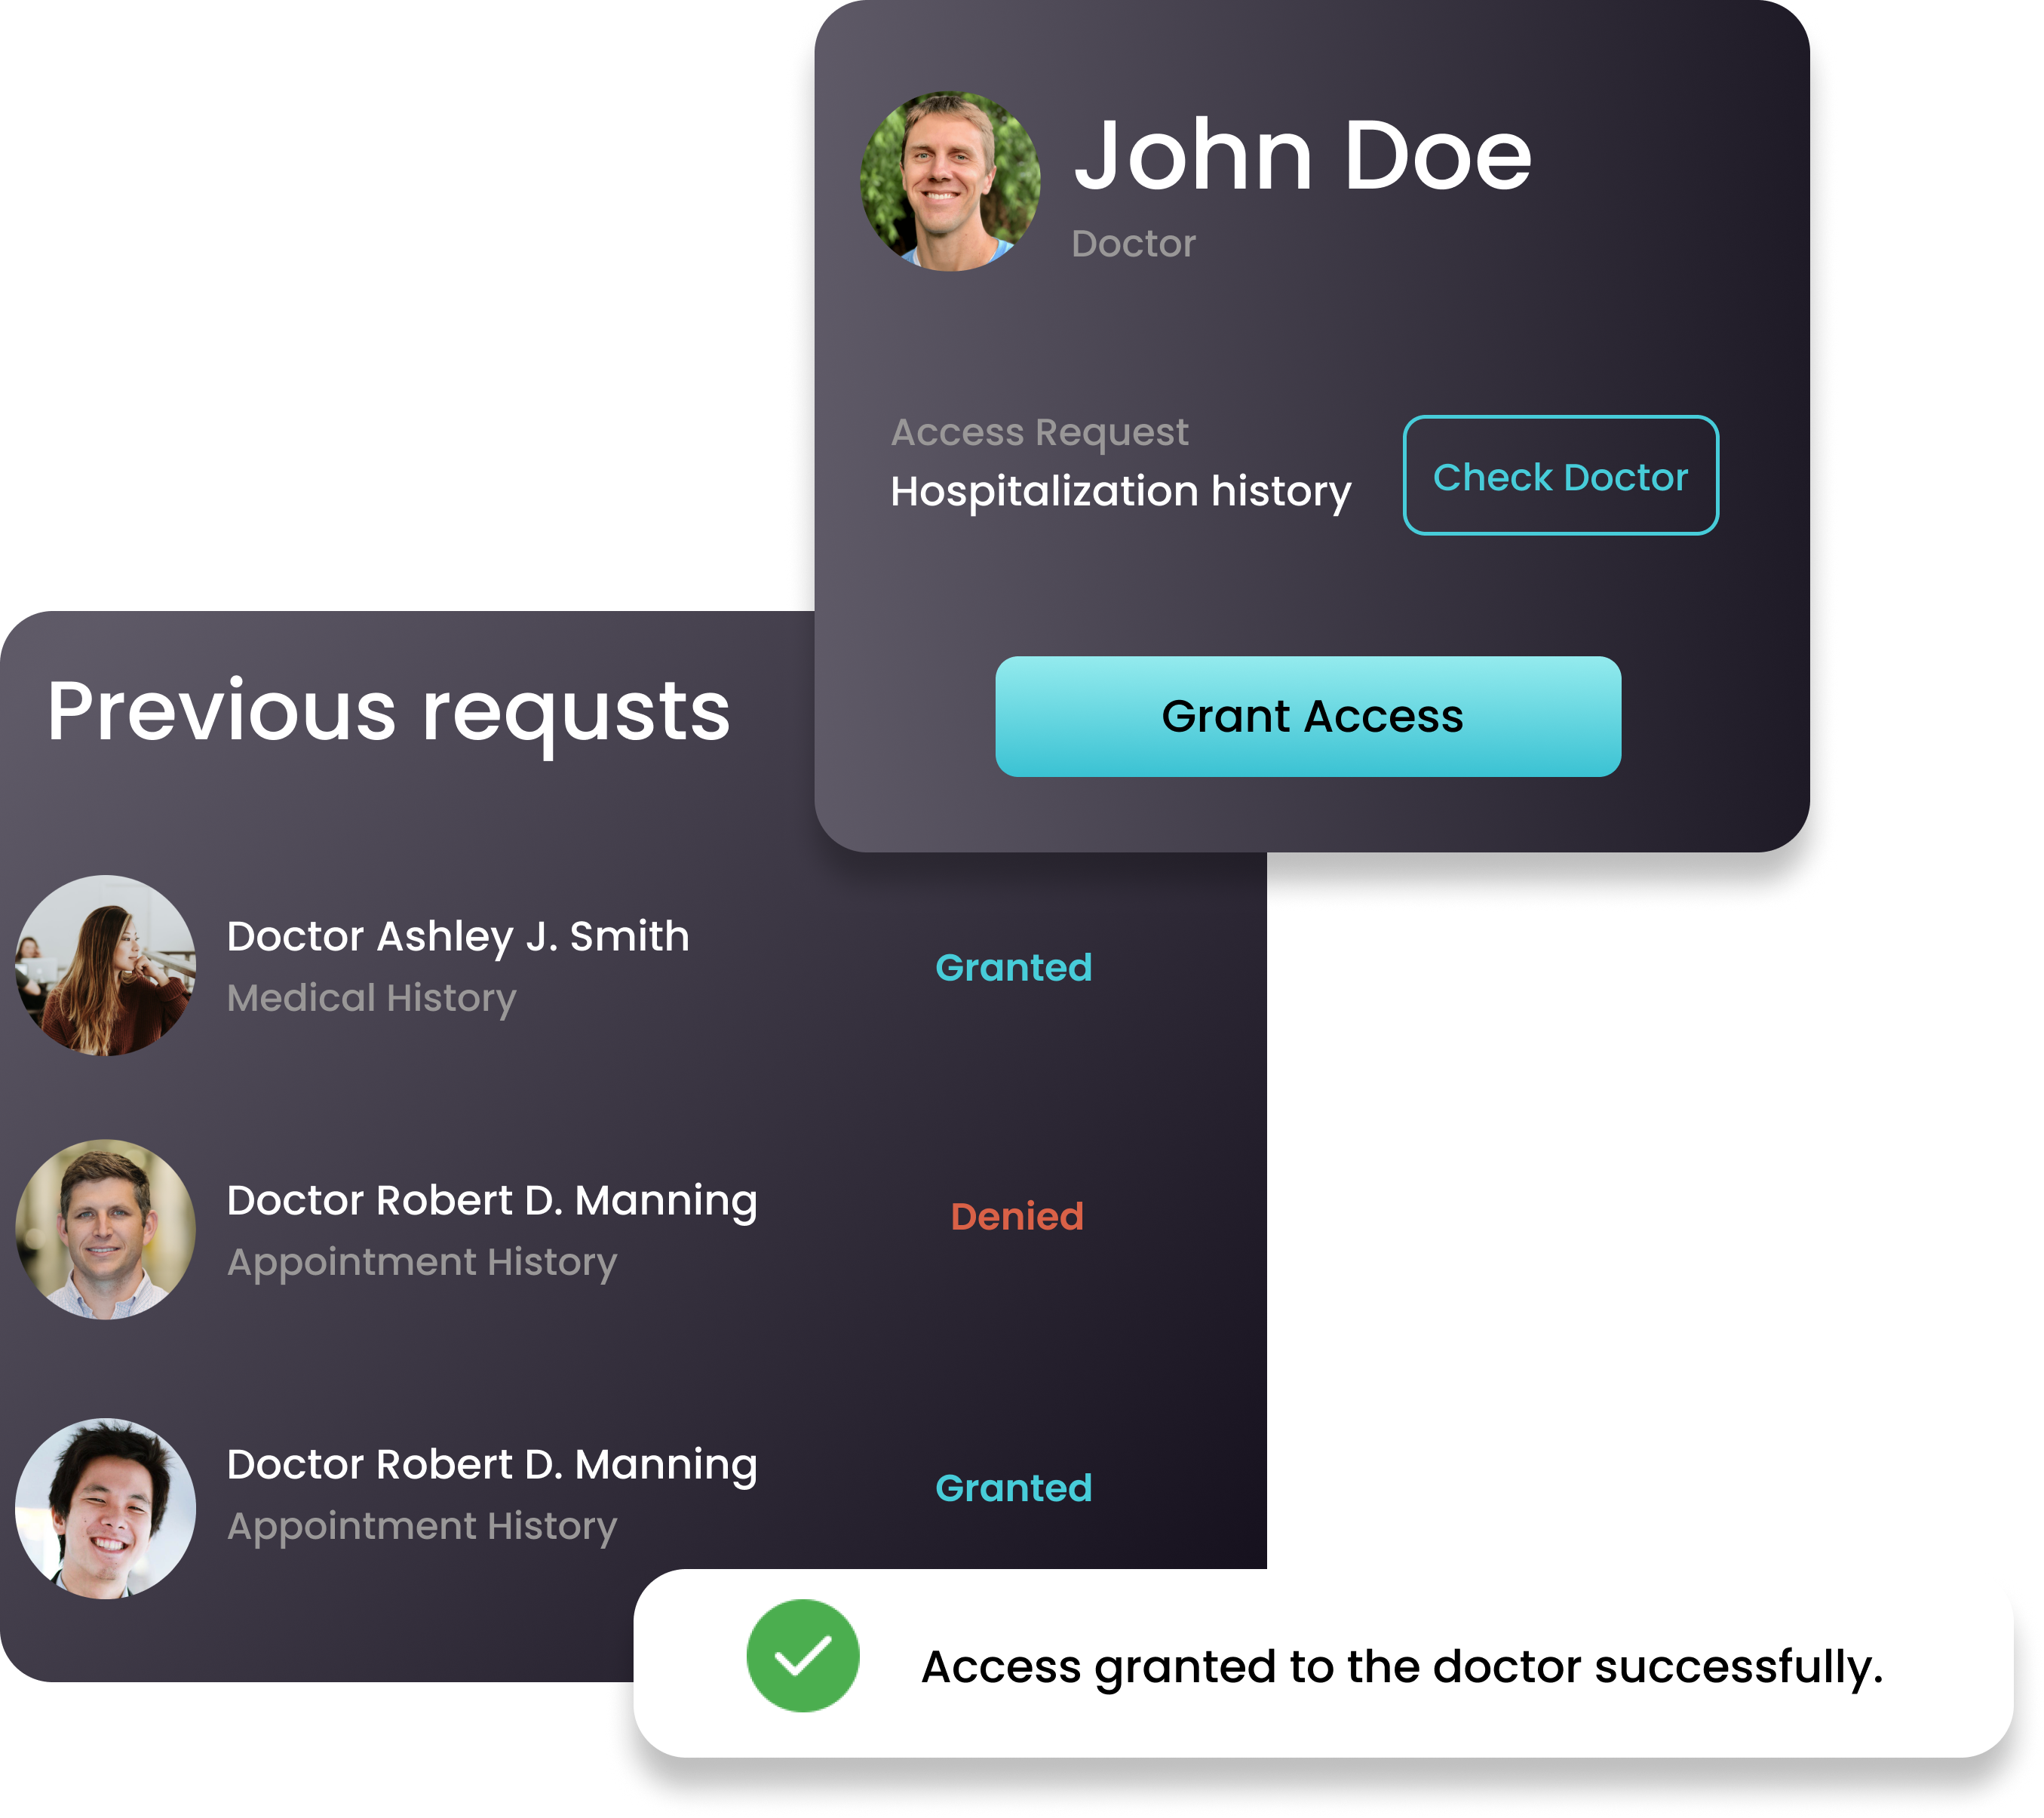 John Doe
Doctor
Access Request
Hospitalization history
Check Doctor
Grant Access
Previous requsts
Doctor Ashley J. Smith
Medical History
Granted
Doctor Robert D. Manning
Appointment History
Denied
Doctor Robert D. Manning
Appointment History
Granted
Access granted to the doctor successfully.